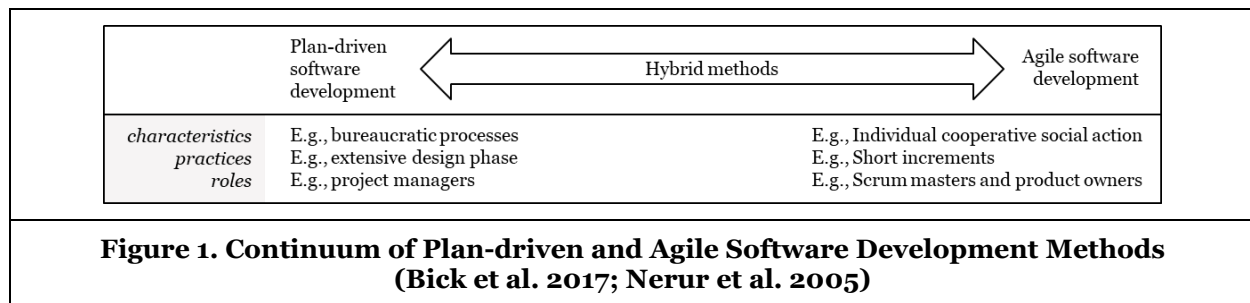 Plan-driven
software
development
Hybrid methods
Agile software
development
characteristics
E.g., bureaucratic processes
E.g., Individual cooperative social action
practices
E.g., extensive design phase
E.g., Short increments
roles
E.g., project managers
E.g., Scrum masters and product owners
Figure 1. Continuum of Plan-driven and Agile Software Development Methods
(Bick et al. 2017; Nerur et al. 2005)